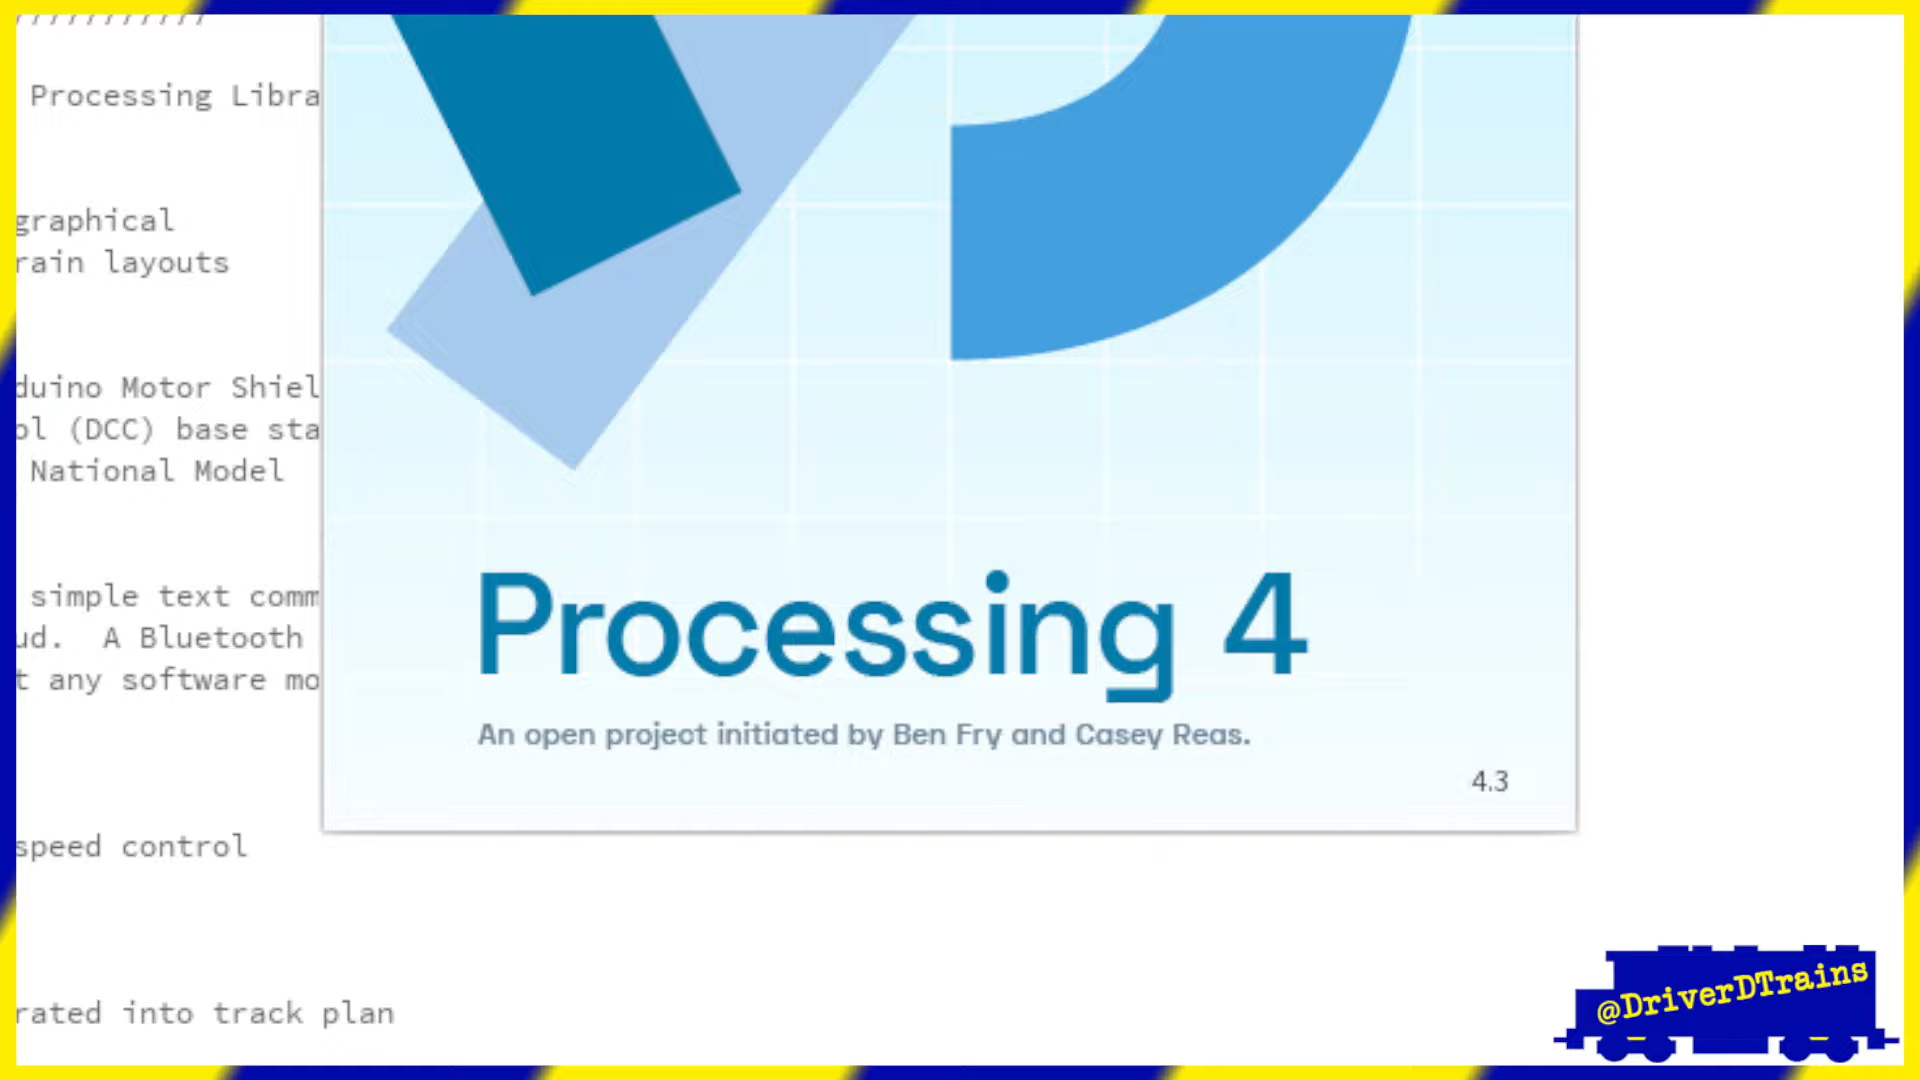 Processing Libra
graphical
rain layouts
duino Motor Shiel
ol (DCC) base sta
National Model
simple text comm
ud.  A Bluetooth
t any software mo
speed control
rated into track plan
Processing 4
An open project initiated by Ben Fry and Casey Reas.
4.3
@DriverDTrains